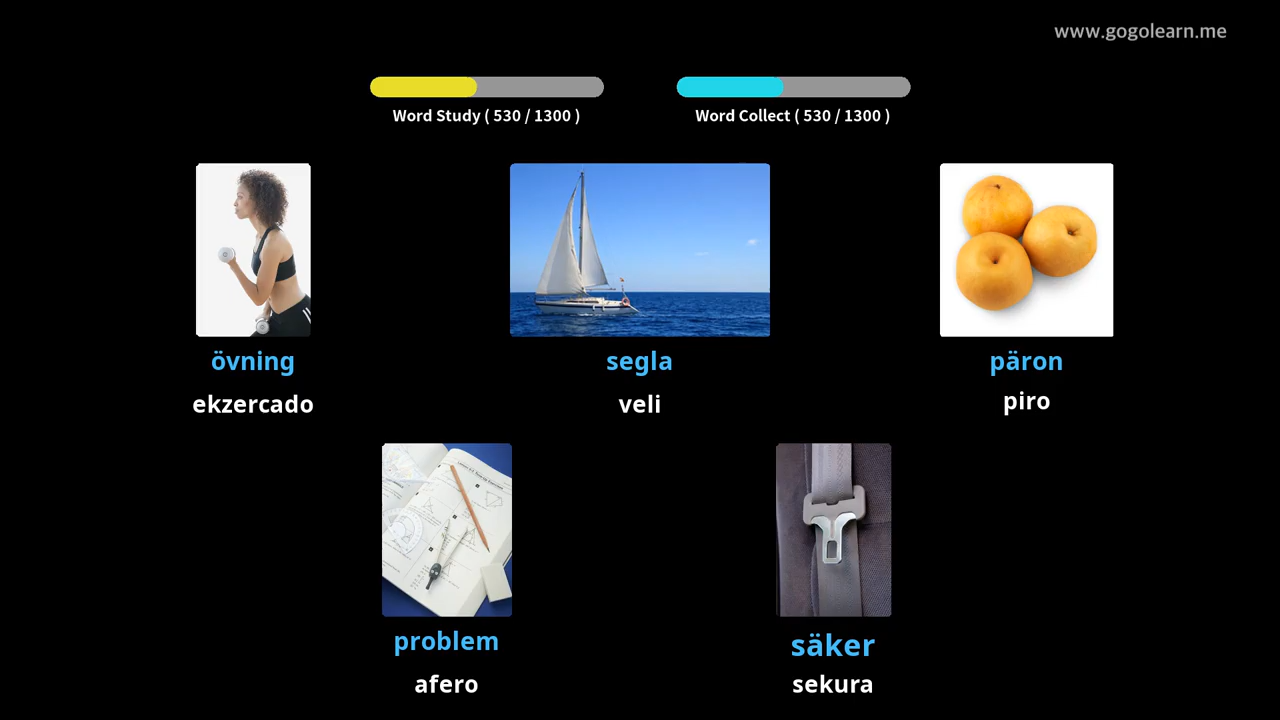 www.gogolearn.me
Word Study ( 530 / 1300 )
Word Collect ( 530 / 1300 )
övning
segla
päron
ekzercado
veli
piro
problem
säker
afero
sekura